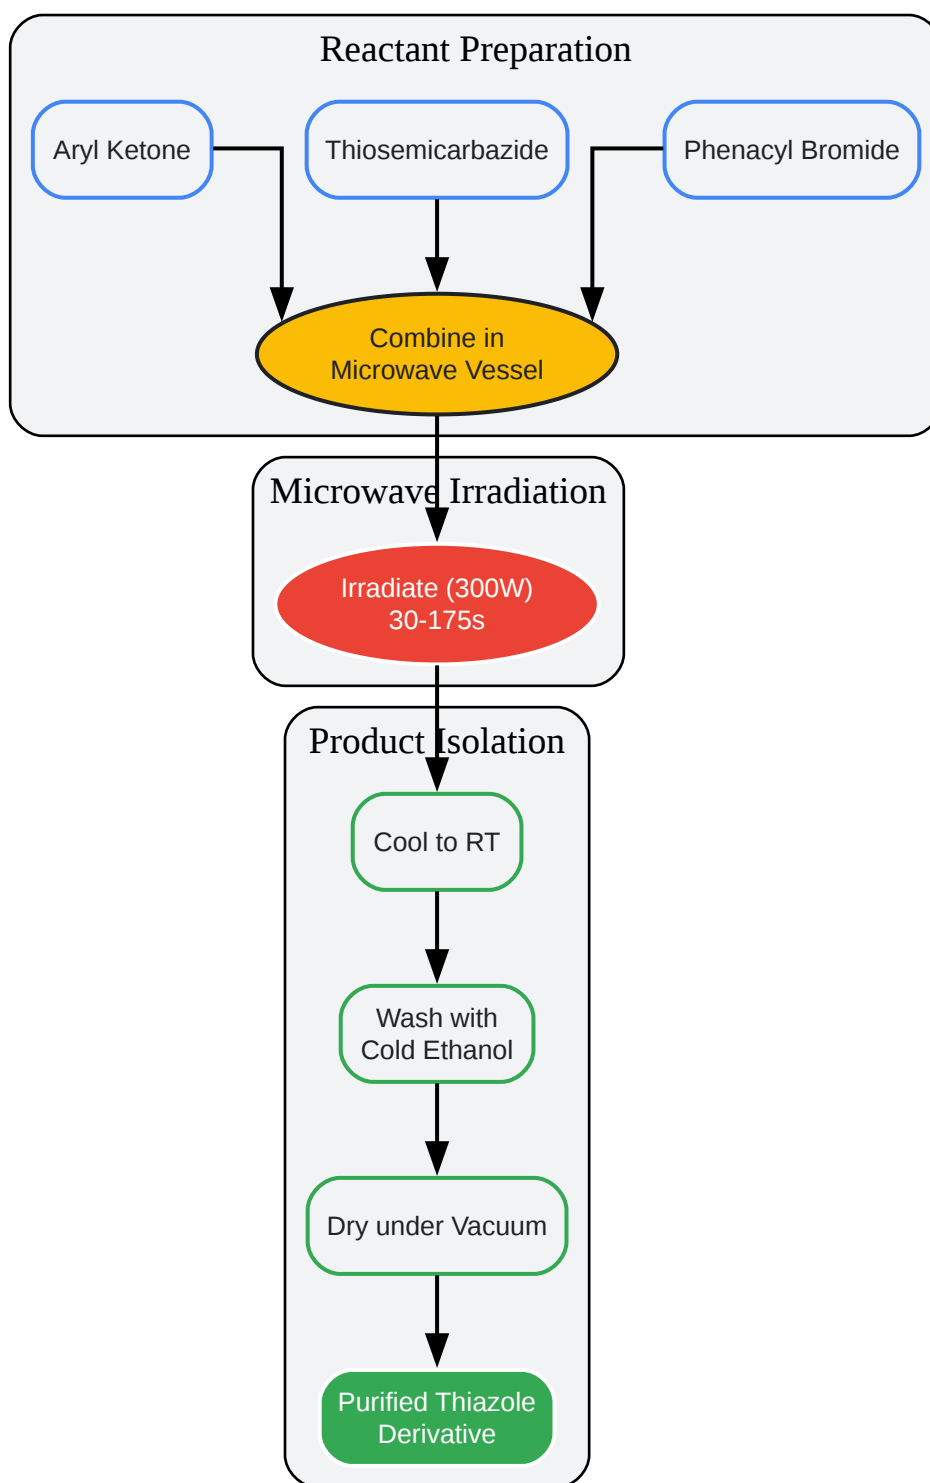 Reactant Preparation
Aryl Ketone
Thiosemicarbazide
Phenacyl Bromide
Combine in
Microwave Vessel
Microwave Irradiation
Irradiate (300W)
30-175s
Product Isolation
Cool to RT
Wash with
Cold Ethanol
Dry under Vacuum
Purified Thiazole
Derivative